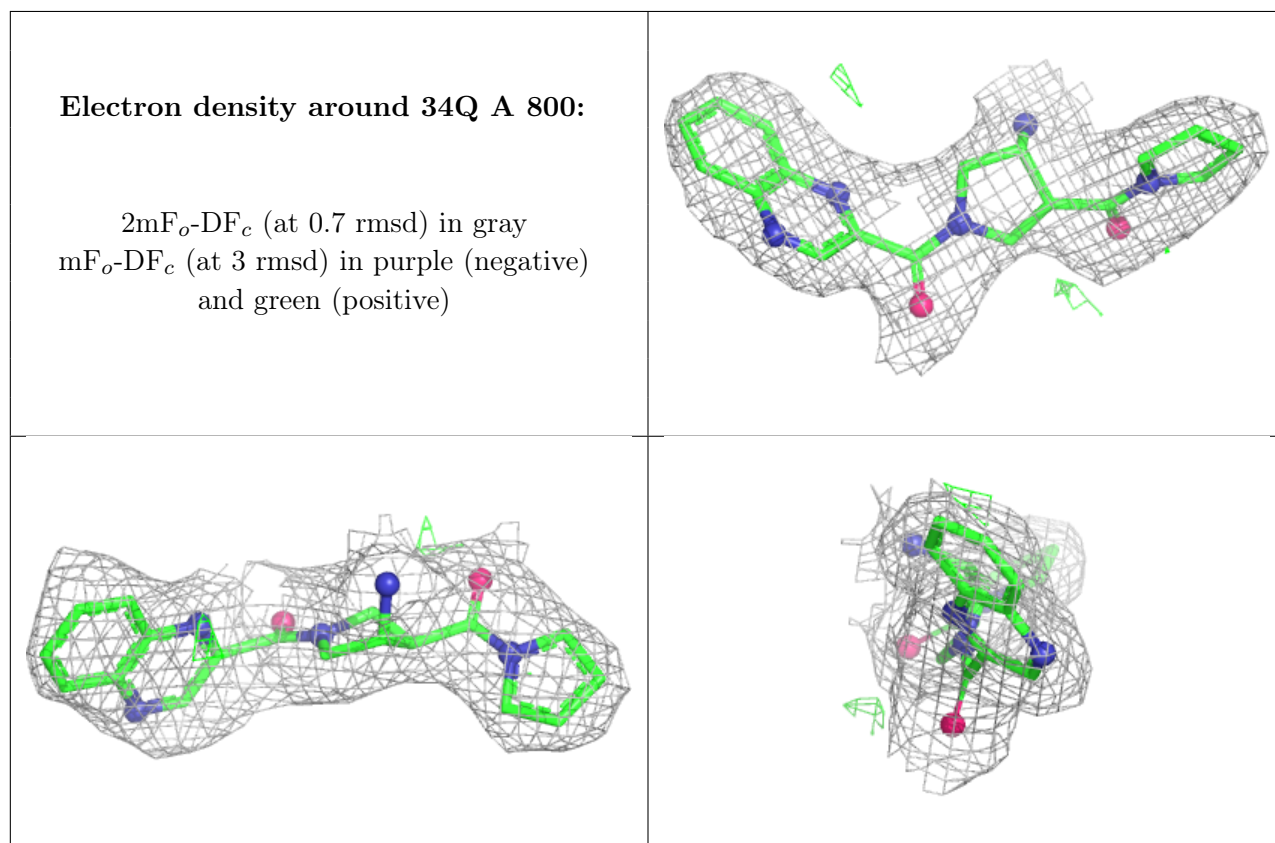 Electron density around 34Q A 800:
2mFo-DFc (at 0.7 rmsd) in gray
mFo-DFc (at 3 rmsd) in purple (negative)
and green (positive)